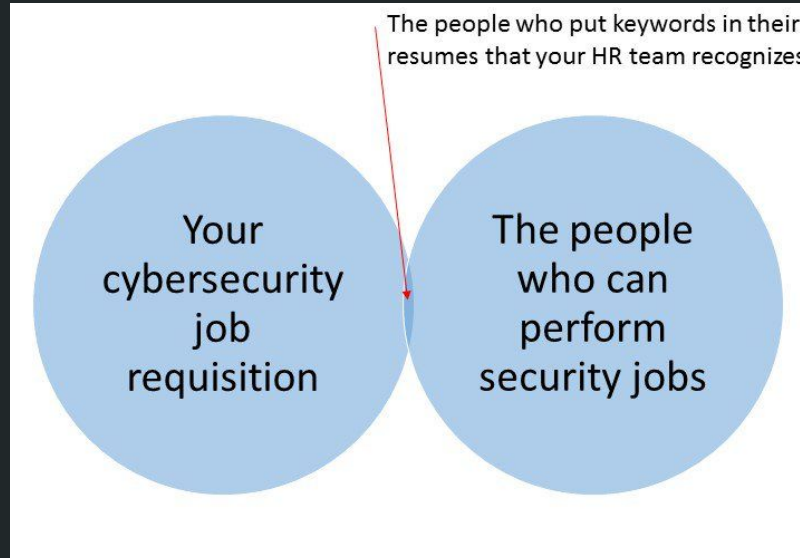 The people who put keywords in their
resumes that your HR team recognizes
Your
cybersecurity
job
requisition
The people
who can
perform
security jobs